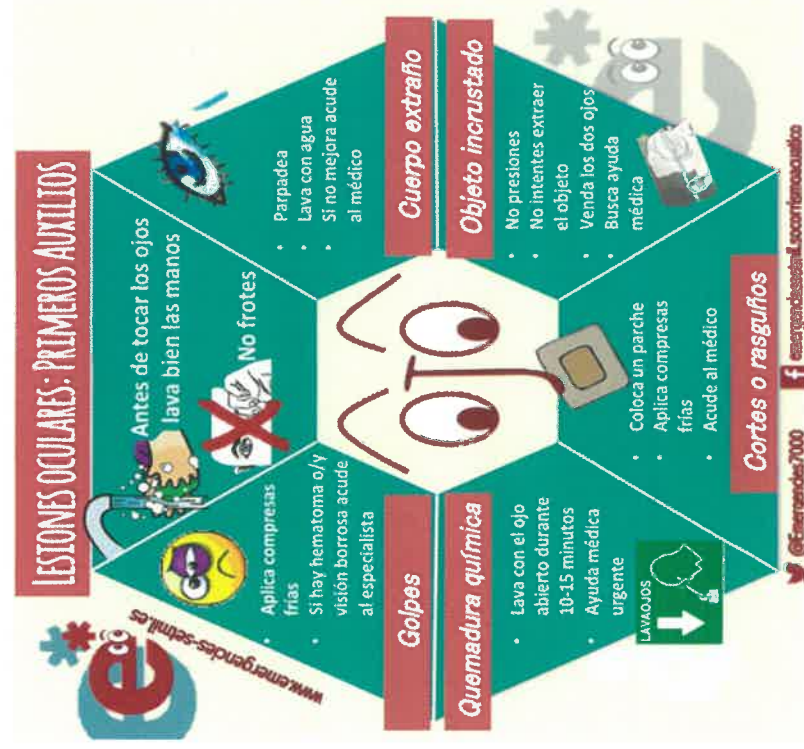 LESIONES OCULARES: PRIMEROS AUXILIOS
Antes de tocar los ojos
lava bien las manos
No frotes
• Parpadea
• Lava con agua
• Si no mejora acude
al médico
Cuerpo extraño
Objeto incrustado
• No presiones
• No intentes extraer
el objeto
• Venda los dos ojos
• Busca ayuda
médica
• Coloca un parche
• Aplica compresas
frías
• Acude al médico
Cortes o rasguños
Quemadura química
• Lava con el ojo
abierto durante
10-15 minutos
• Ayuda médica
urgente
LAVAOJOS
• Aplica compresas
frías
• Si hay hematoma o/y
visión borrosa acude
al especialista
Golpes
www.emergendes-setmil.es
@Emergendes2000
emergendessetmil.socorrismoacuatico